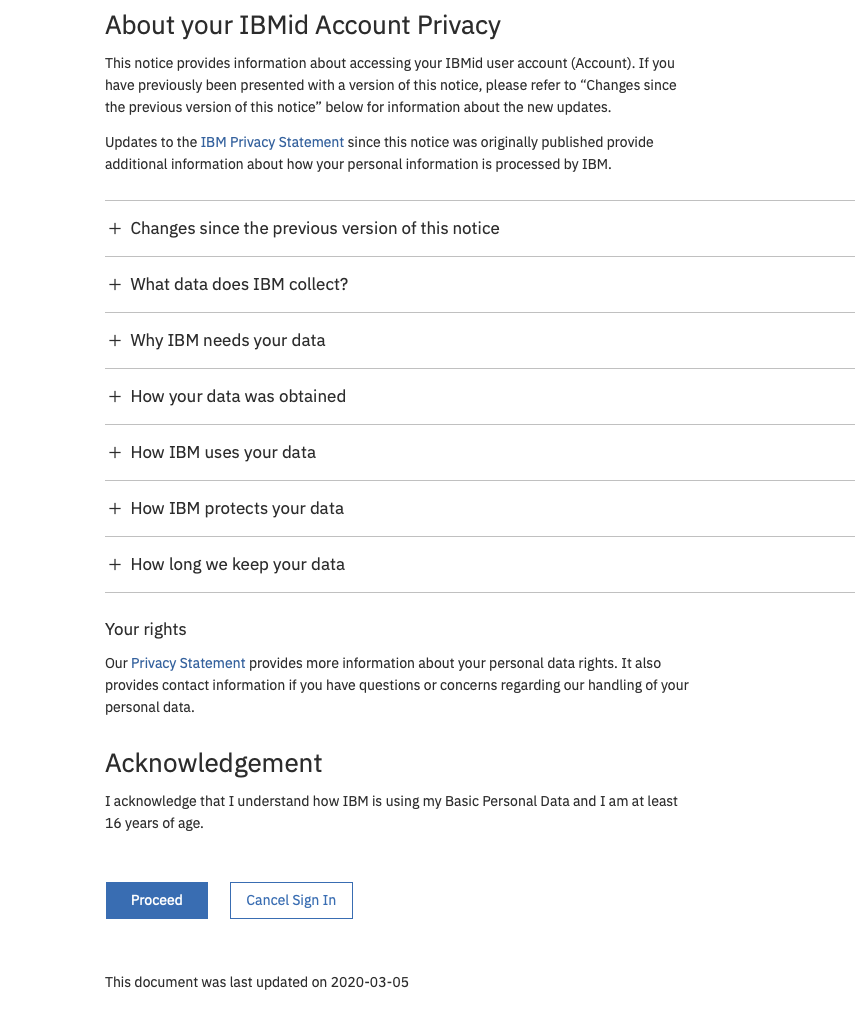 About your IBMid Account Privacy
This notice provides information about accessing your IBMid user account (Account). If you
have previously been presented with a version of this notice, please refer to “Changes since
the previous version of this notice” below for information about the new updates.
Updates to the IBM Privacy Statement since this notice was originally published provide
additional information about how your personal information is processed by IBM.
+ Changes since the previous version of this notice
+ What data does IBM collect?
+ Why IBM needs your data
+ How your data was obtained
+ How IBM uses your data
+ How IBM protects your data
+ How long we keep your data
Your rights
Our Privacy Statement provides more information about your personal data rights. It also
provides contact information if you have questions or concerns regarding our handling of your
personal data.
Acknowledgement
I acknowledge that I understand how IBM is using my Basic Personal Data and I am at least
16 years of age.
Proceed Cancel Sign In
This document was last updated on 2020-03-05